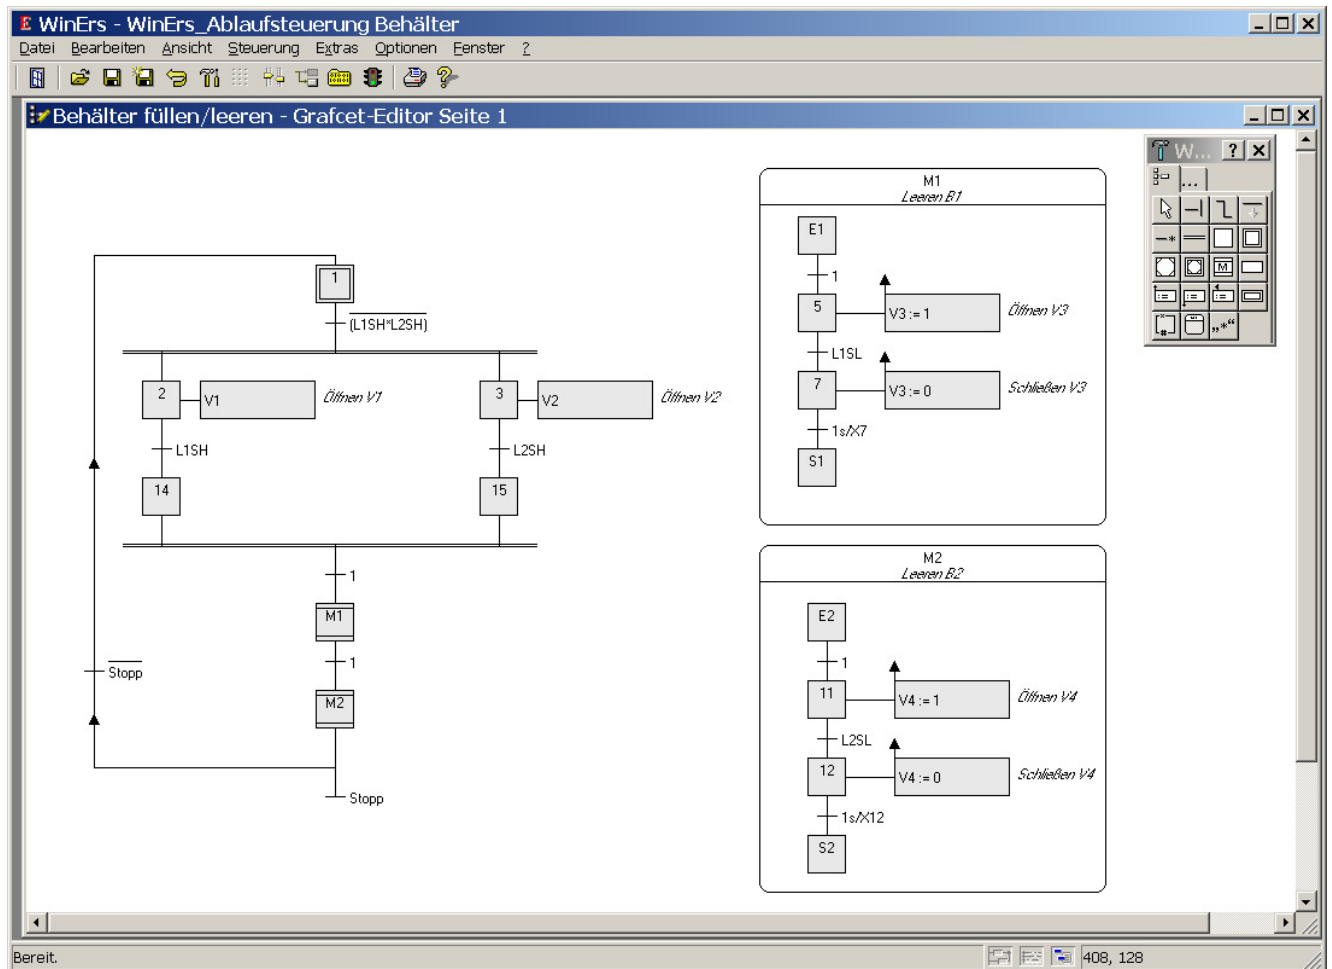 WinErs - WinErs_Ablaufsteuerung Behälter
Datei Bearbeiten Ansicht Steuerung Extras Optionen Fenster ?
Behälter füllen/leeren - Grafcet-Editor Seite 1
W... ?
...
M
„*“
1
(L1SH*L2SH)
2 V1 Öffnen V1
3 V2 Öffnen V2
L1SH
L2SH
14
15
1
M1
1
M2
Stopp
Stopp
M1
Leeren B1
E1
1
5 V3 := 1 Öffnen V3
L1SL
7 V3 := 0 Schließen V3
1s/X7
S1
M2
Leeren B2
E2
1
11 V4 := 1 Öffnen V4
L2SL
12 V4 := 0 Schließen V4
1s/X12
S2
Bereit.
408, 128